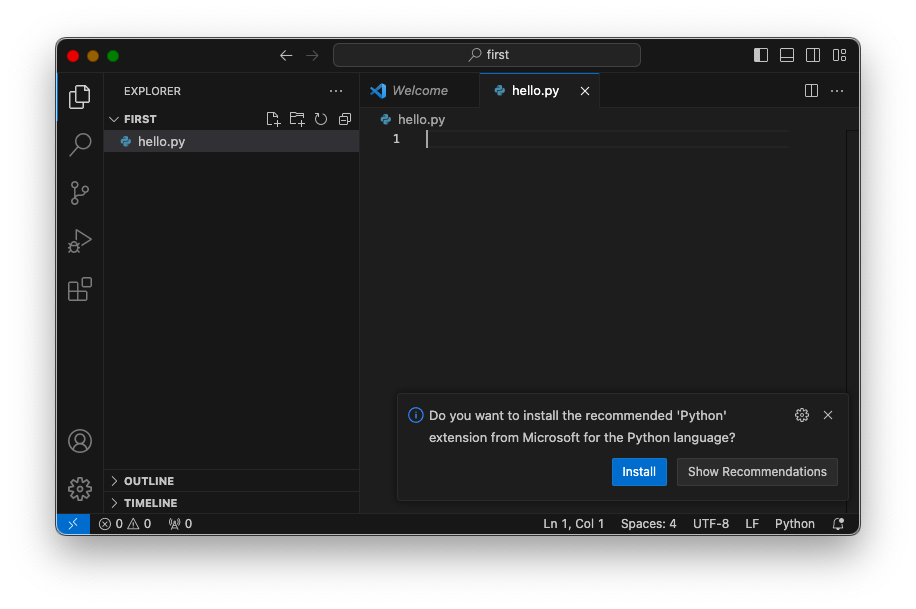 first
EXPLORER
FIRST
hello.py
OUTLINE
TIMELINE
Welcome
hello.py
hello.py
1
Do you want to install the recommended 'Python'
extension from Microsoft for the Python language?
Install
Show Recommendations
0 0 0
Ln 1, Col 1 Spaces: 4 UTF-8 LF Python